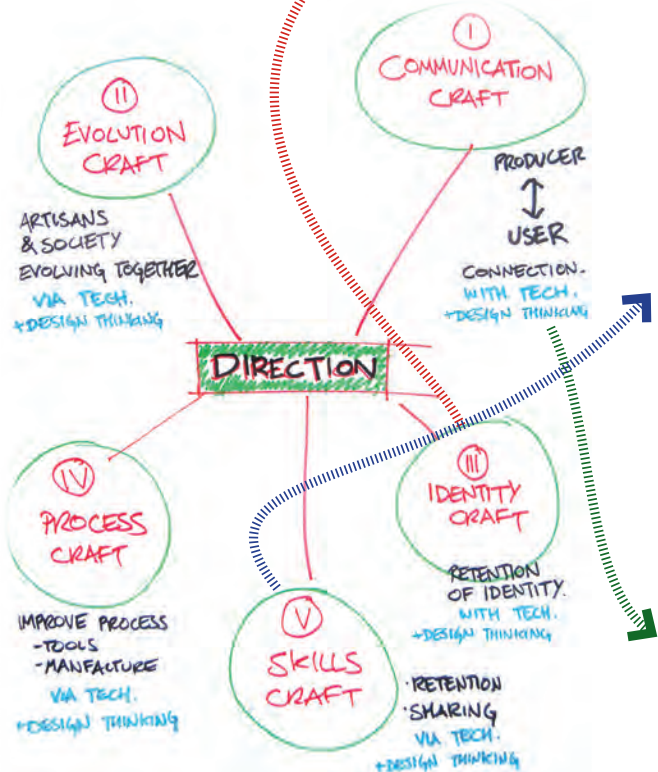 I
COMMUNICATION
CRAFT
PRODUCER
↕
USER
CONNECTION.
WITH TECH.
+DESIGN THINKING
II
EVOLUTION
CRAFT
ARTISANS
& SOCIETY
EVOLVING TOGETHER
VIA TECH.
+DESIGN THINKING
DIRECTION
III
IDENTITY
CRAFT
RETENTION
OF IDENTITY.
WITH TECH.
+DESIGN THINKING
IV
PROCESS
CRAFT
IMPROVE PROCESS
-TOOLS
-MANFACTURE
VIA TECH.
+DESIGN THINKING
V
SKILLS
CRAFT
·RETENTION
·SHARING
VIA TECH.
+DESIGN THINKING